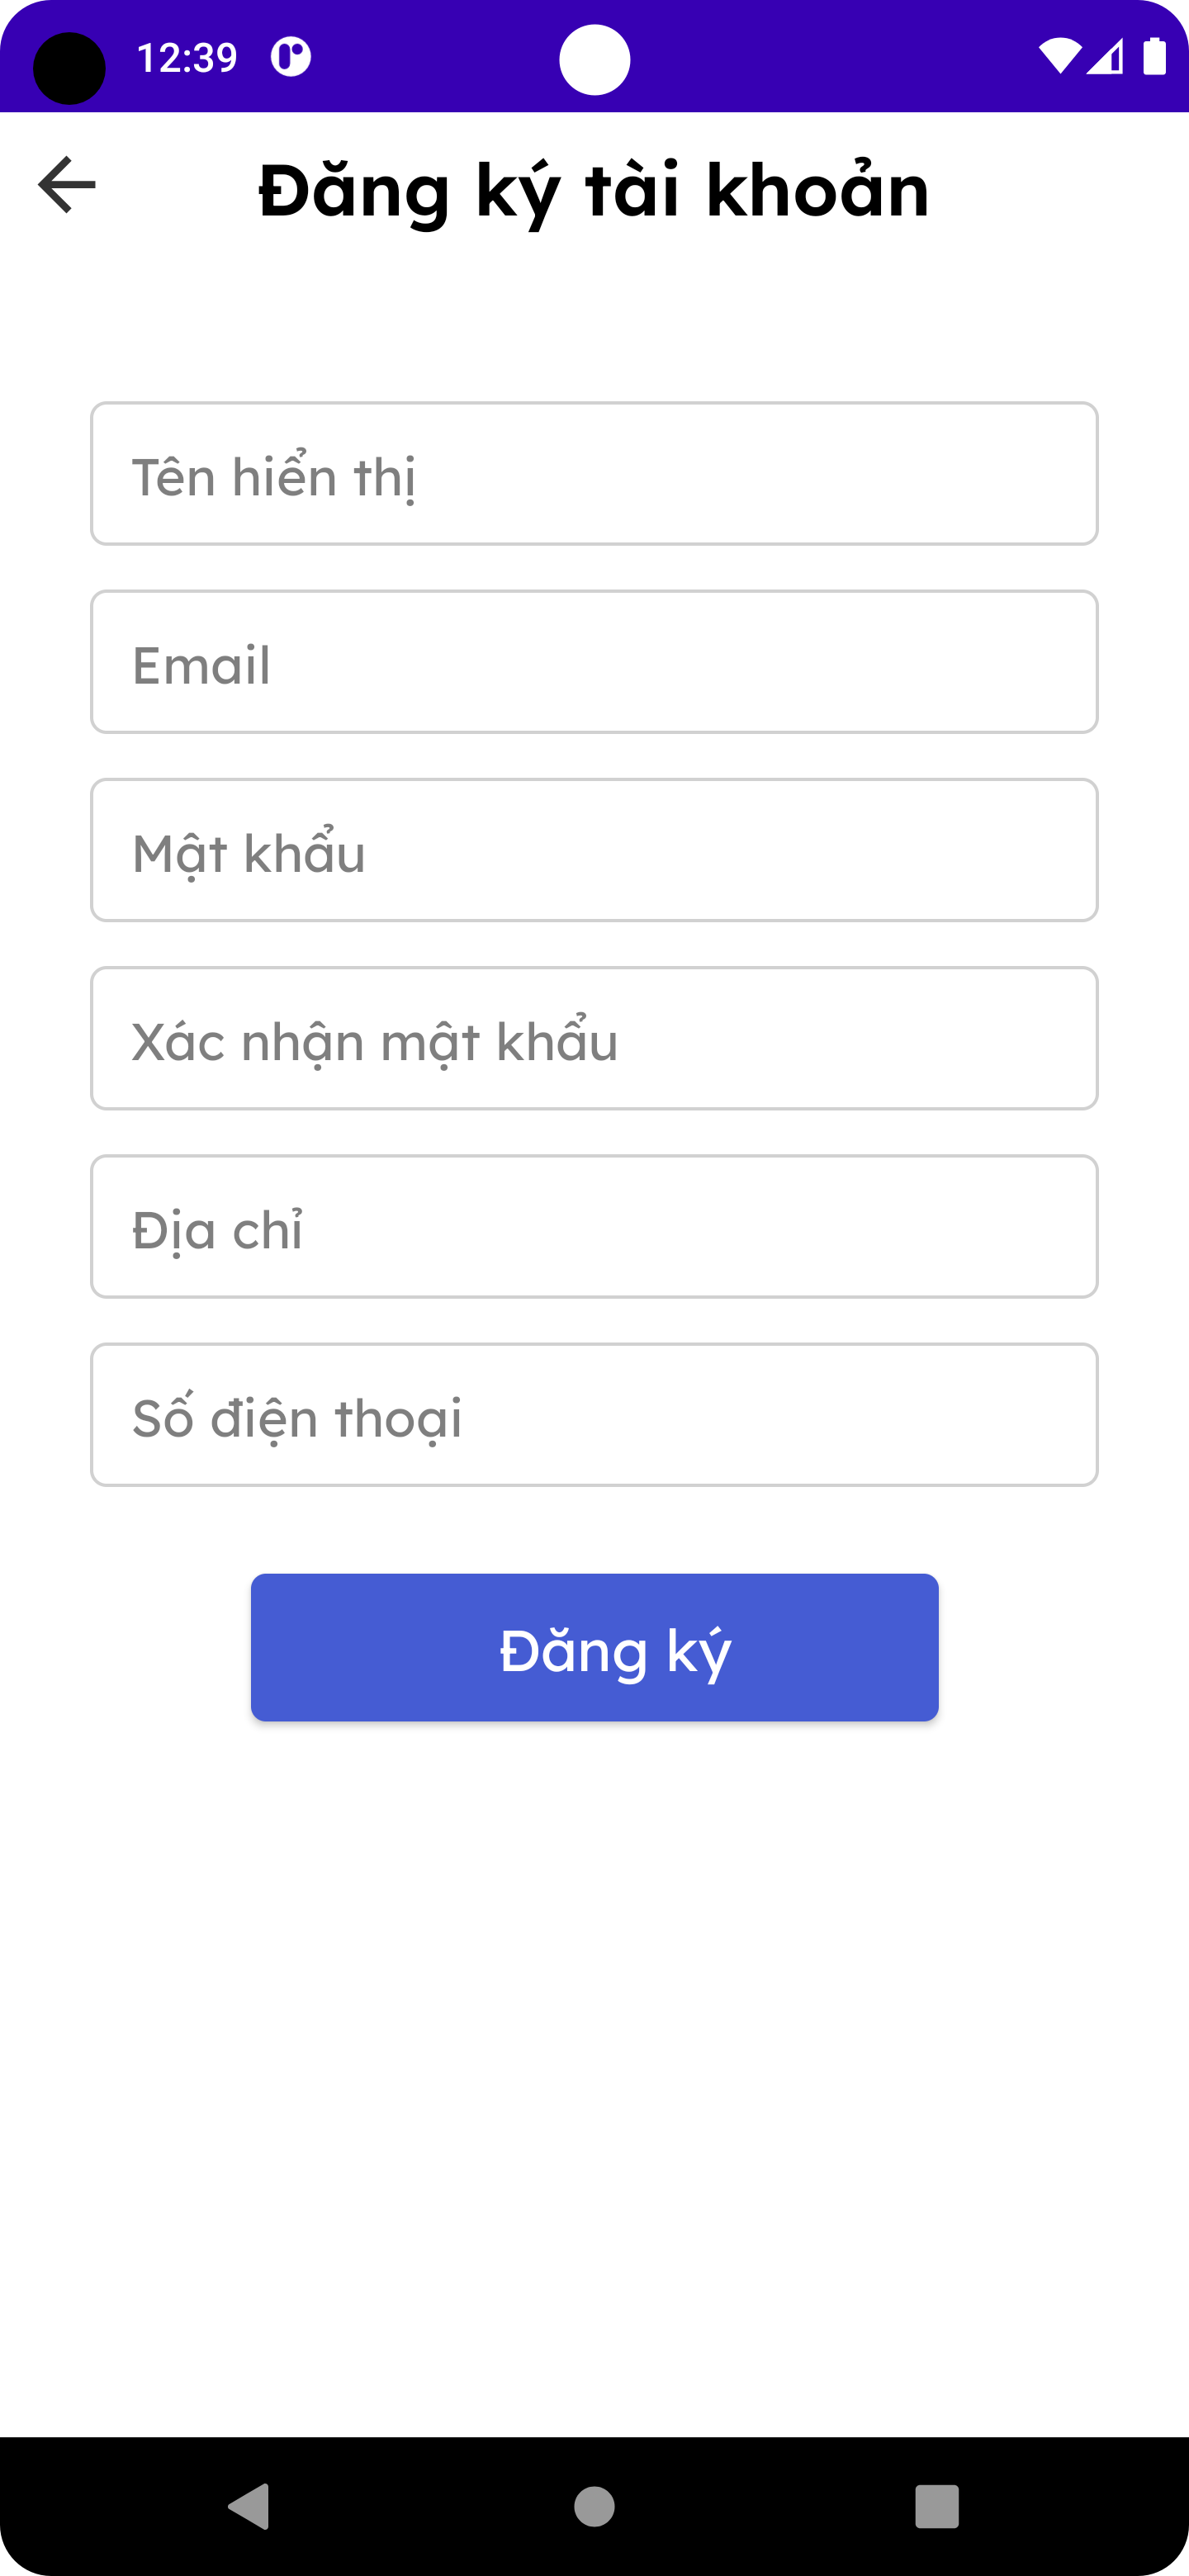 12:39
Đăng ký tài khoản
Tên hiển thị
Email
Mật khẩu
Xác nhận mật khẩu
Địa chỉ
Số điện thoại
Đăng ký